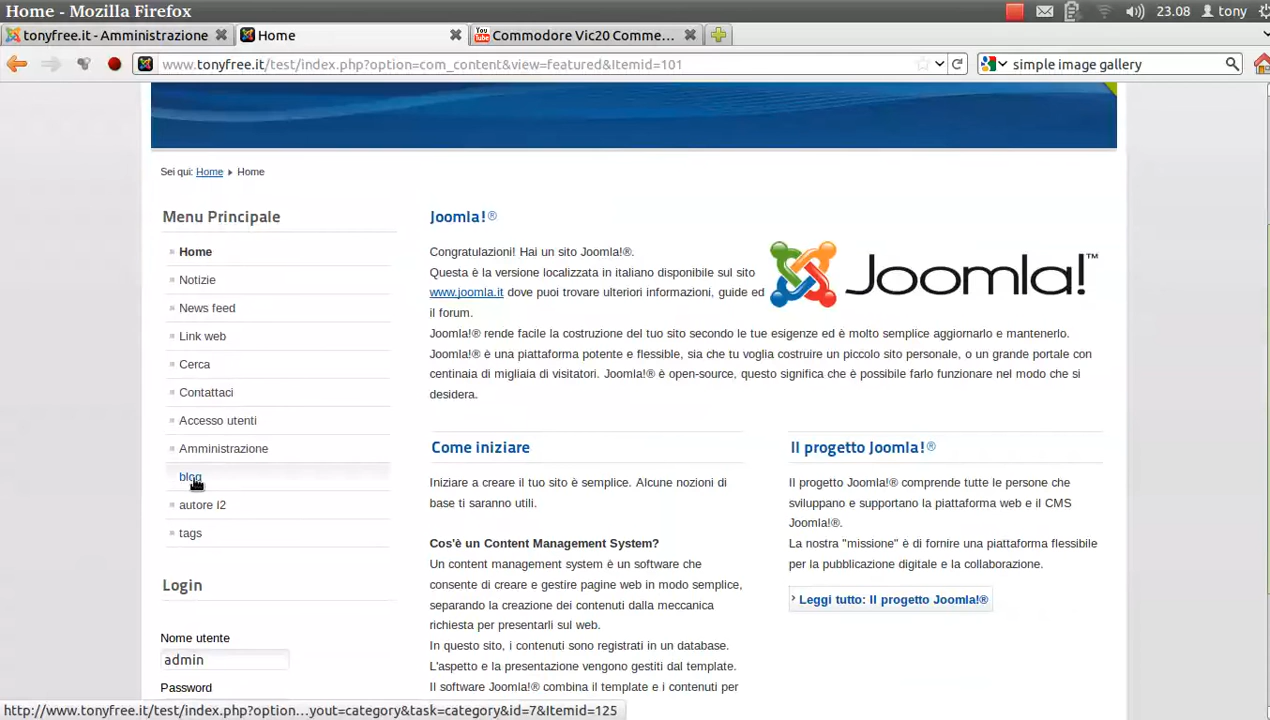 Home - Mozilla Firefox
23.08
tony
tonyfree.it - Amministrazione
Home
You Tube
Commodore Vic20 Comme...
www.tonyfree.it/test/index.php?option=com_content&view=featured&Itemid=101
simple image gallery
Sei qui: Home Home
Menu Principale
Home
Notizie
News feed
Link web
Cerca
Contattaci
Accesso utenti
Amministrazione
blog
autore l2
tags
Login
Nome utente
admin
Password
Joomla!®
Congratulazioni! Hai un sito Joomla!®.
Questa è la versione localizzata in italiano disponibile sul sito
www.joomla.it dove puoi trovare ulteriori informazioni, guide ed
il forum.
Joomla!™
Joomla!® rende facile la costruzione del tuo sito secondo le tue esigenze ed è molto semplice aggiornarlo e mantenerlo.
Joomla!® è una piattaforma potente e flessibile, sia che tu voglia costruire un piccolo sito personale, o un grande portale con
centinaia di migliaia di visitatori. Joomla!® è open-source, questo significa che è possibile farlo funzionare nel modo che si
desidera.
Come iniziare
Iniziare a creare il tuo sito è semplice. Alcune nozioni di
base ti saranno utili.
Cos'è un Content Management System?
Un content management system è un software che
consente di creare e gestire pagine web in modo semplice,
separando la creazione dei contenuti dalla meccanica
richiesta per presentarli sul web.
In questo sito, i contenuti sono registrati in un database.
L'aspetto e la presentazione vengono gestiti dal template.
Il software Joomla!® combina il template e i contenuti per
Il progetto Joomla!®
Il progetto Joomla!® comprende tutte le persone che
sviluppano e supportano la piattaforma web e il CMS
Joomla!®.
La nostra "missione" è di fornire una piattaforma flessibile
per la pubblicazione digitale e la collaborazione.
Leggi tutto: Il progetto Joomla!®
http://www.tonyfree.it/test/index.php?option...yout=category&task=category&id=7&Itemid=125